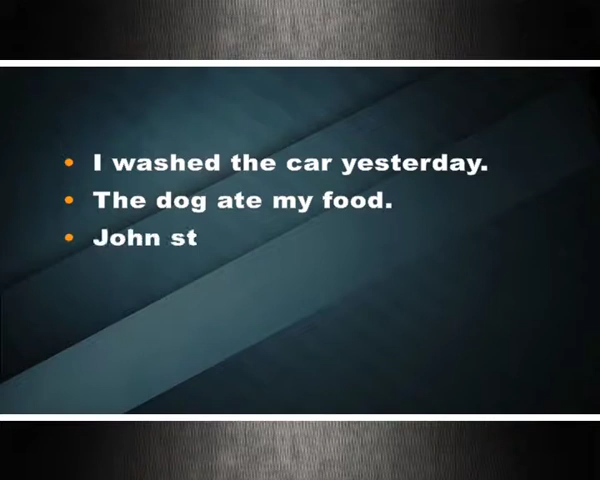 • I washed the car yesterday.
• The dog ate my food.
• John st